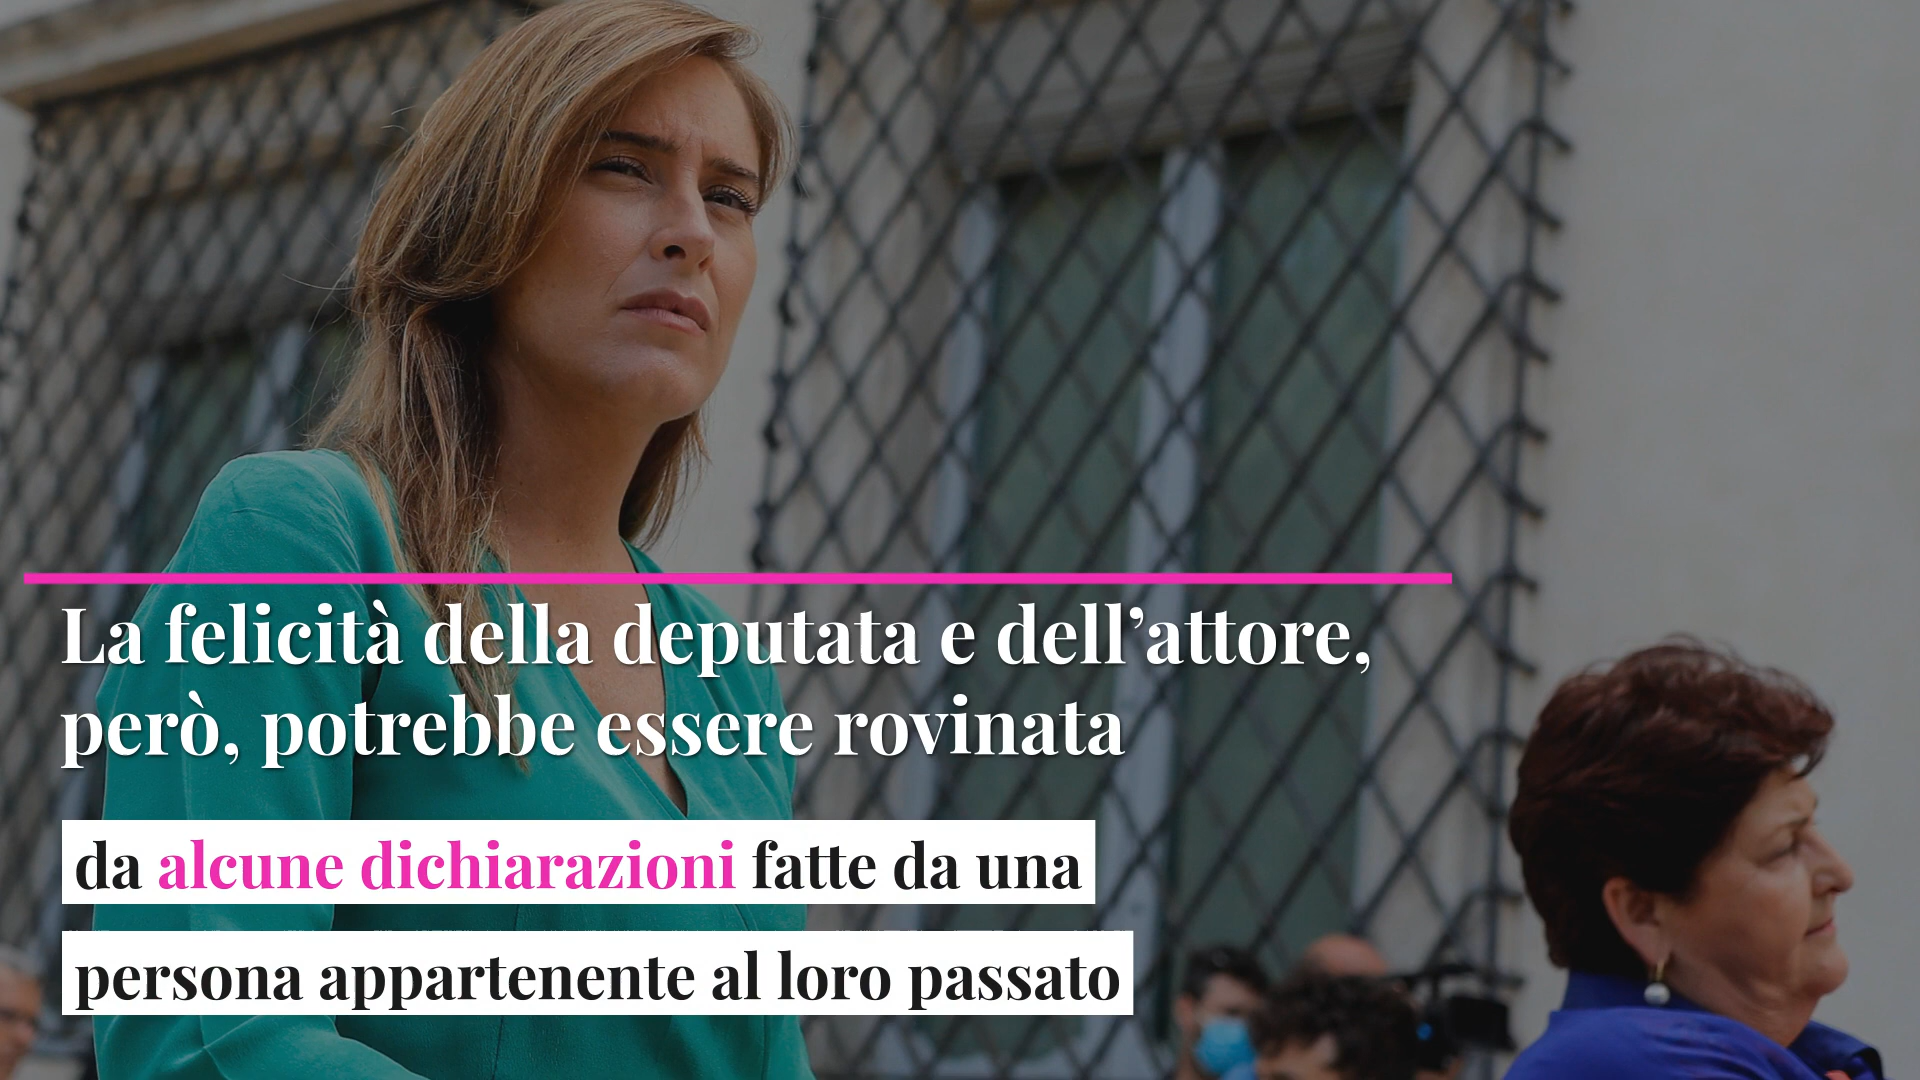 La felicità della deputata e dell’attore,
però, potrebbe essere rovinata
da alcune dichiarazioni fatte da una
persona appartenente al loro passato